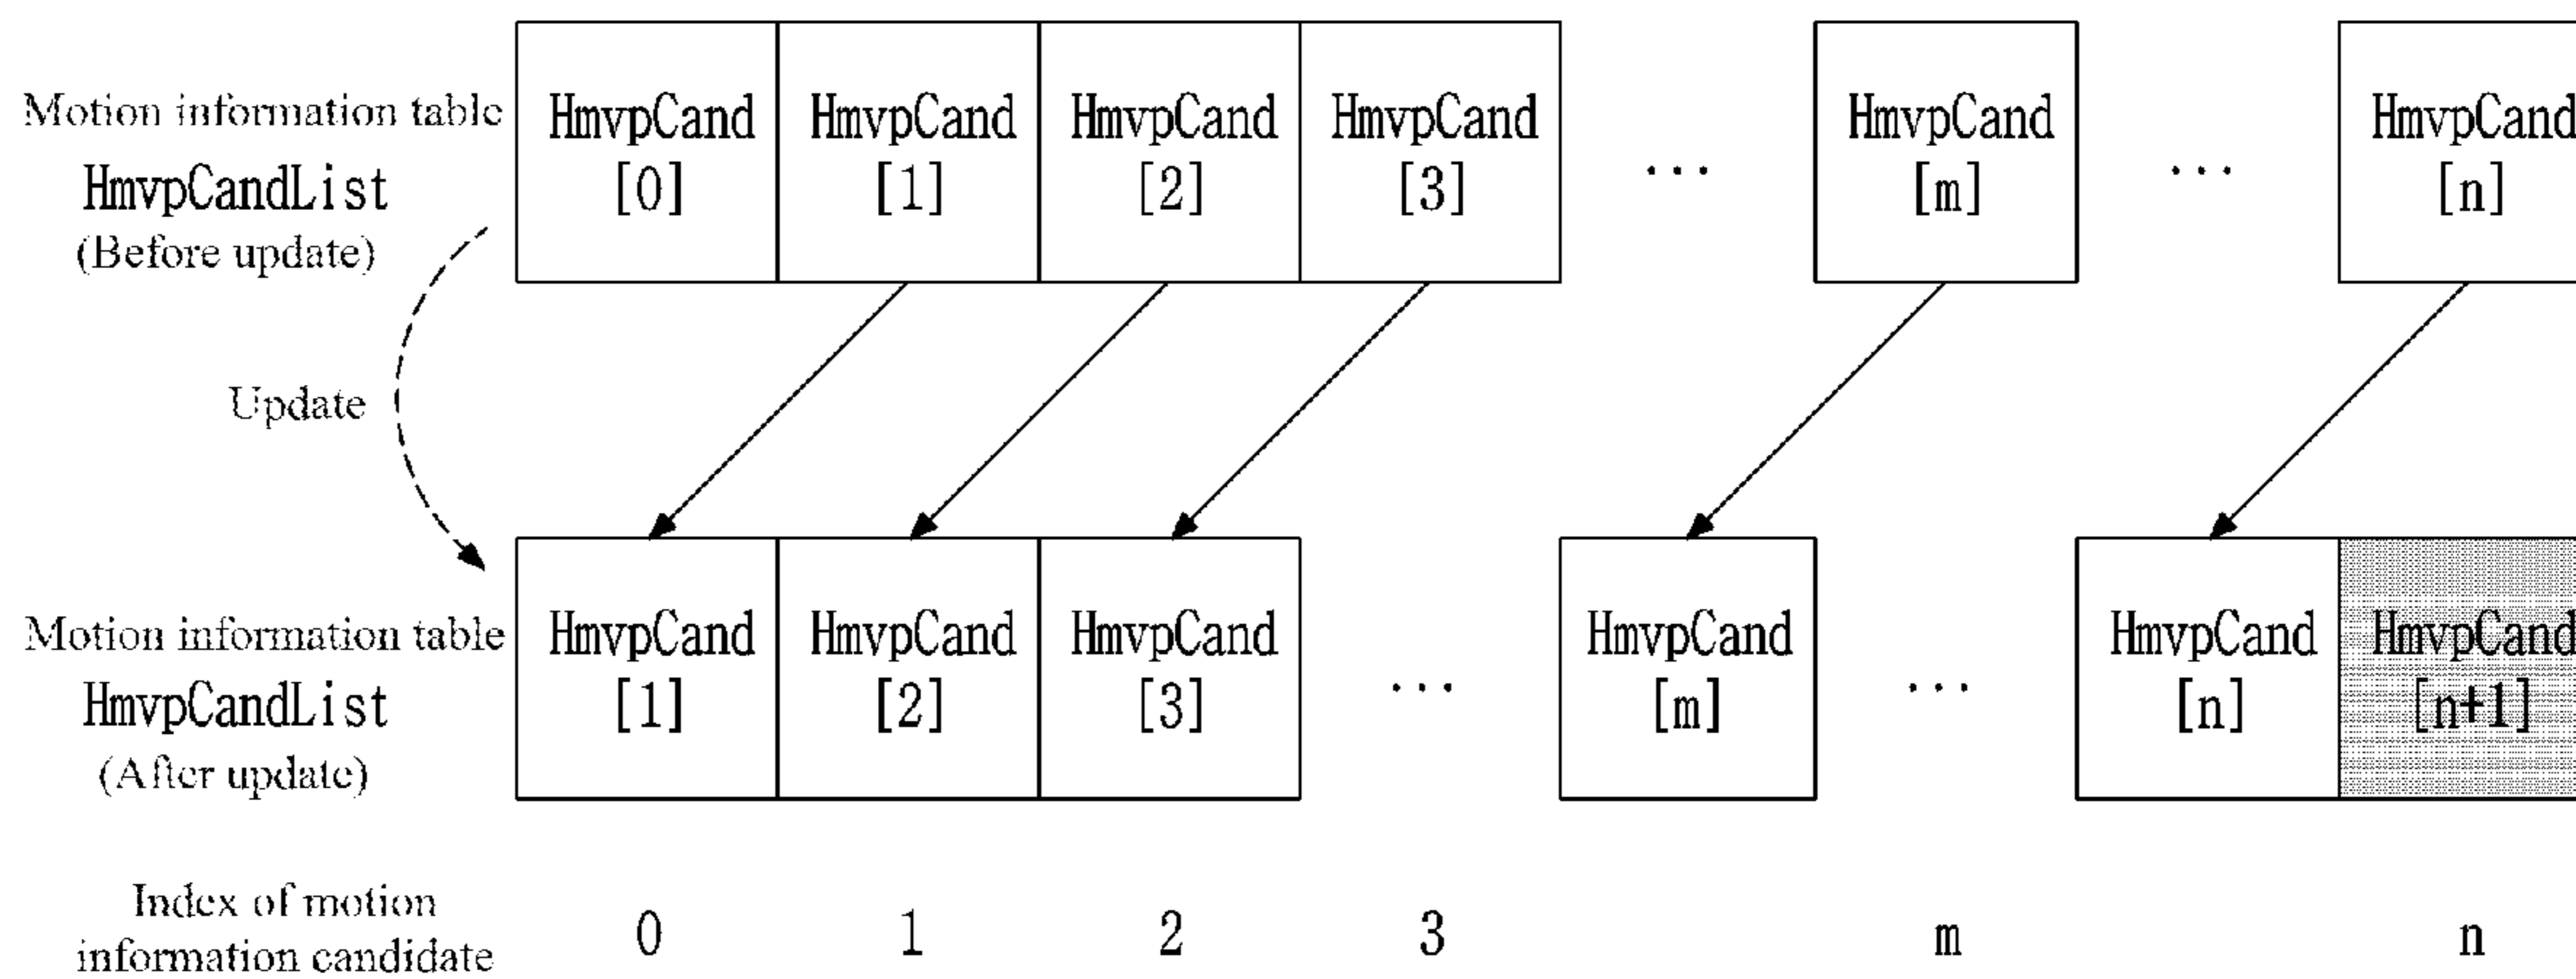 Motion information table
HmvpCandList
(Before update)
HmvpCand HmvpCand HmvpCand HmvpCand ... HmvpCand ... HmvpCand
[0] [1] [2] [3] [m] [n]
Update
Motion information table
HmvpCandList
(After update)
HmvpCand HmvpCand HmvpCand ... HmvpCand ... HmvpCand HmvpCand
[1] [2] [3] [m] [n] [n+1]
Index of motion
information candidate
0 1 2 3 m n